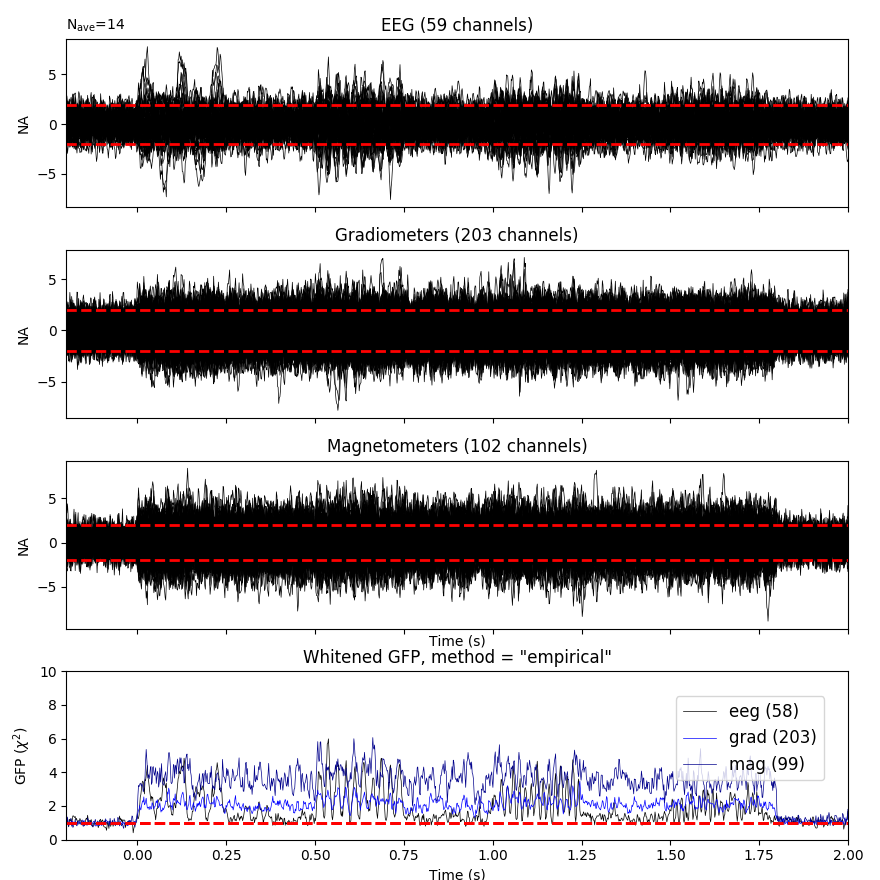 N_ave=14
EEG (59 channels)
5
0
−5
NA
Gradiometers (203 channels)
5
0
−5
NA
Magnetometers (102 channels)
5
0
−5
NA
Time (s)
Whitened GFP, method = "empirical"
10
8
6
4
2
0
GFP (χ²)
eeg (58)
grad (203)
mag (99)
0.00 0.25 0.50 0.75 1.00 1.25 1.50 1.75 2.00
Time (s)